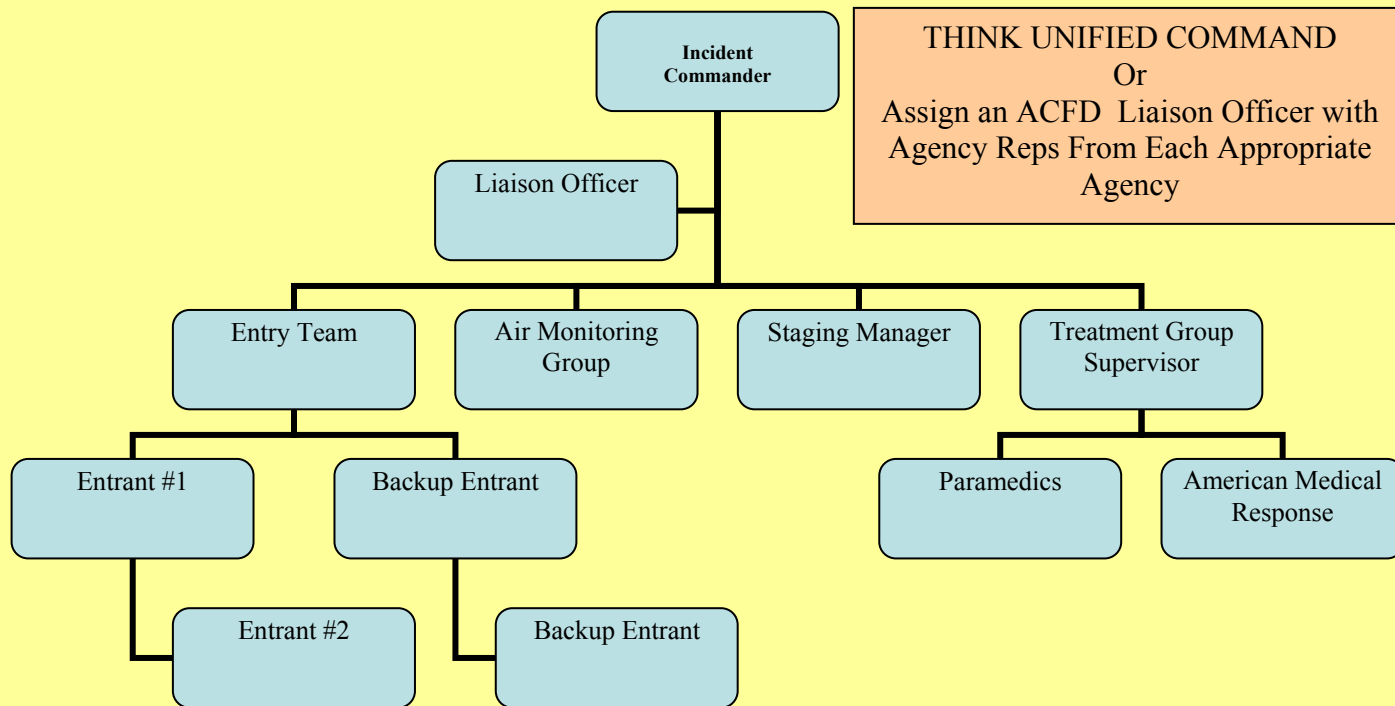 Incident
Commander
THINK UNIFIED COMMAND
Or
Assign an ACFD Liaison Officer with
Agency Reps From Each Appropriate
Agency
Liaison Officer
Entry Team
Air Monitoring
Group
Staging Manager
Treatment Group
Supervisor
Entrant #1
Backup Entrant
Paramedics
American Medical
Response
Entrant #2
Backup Entrant